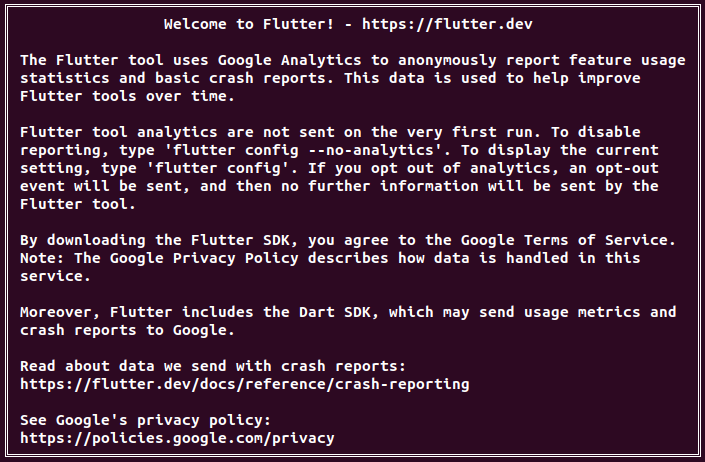 Welcome to Flutter! - https://flutter.dev
The Flutter tool uses Google Analytics to anonymously report feature usage
statistics and basic crash reports. This data is used to help improve
Flutter tools over time.
Flutter tool analytics are not sent on the very first run. To disable
reporting, type 'flutter config --no-analytics'. To display the current
setting, type 'flutter config'. If you opt out of analytics, an opt-out
event will be sent, and then no further information will be sent by the
Flutter tool.
By downloading the Flutter SDK, you agree to the Google Terms of Service.
Note: The Google Privacy Policy describes how data is handled in this
service.
Moreover, Flutter includes the Dart SDK, which may send usage metrics and
crash reports to Google.
Read about data we send with crash reports:
https://flutter.dev/docs/reference/crash-reporting
See Google's privacy policy:
https://policies.google.com/privacy